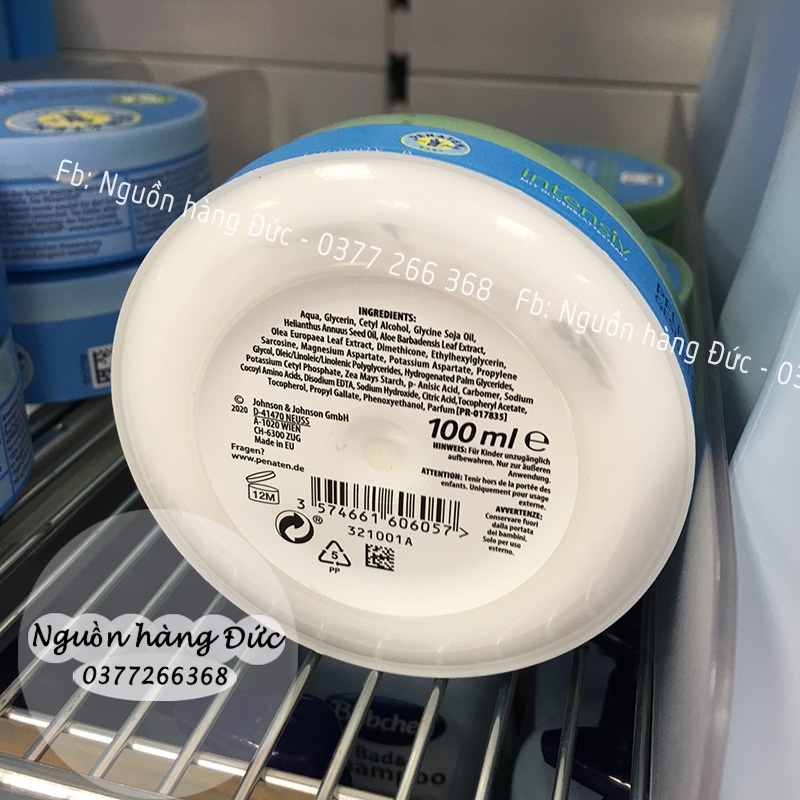 PENATEN
intensiv
MIT OLIVENBLATTEXTRAKT
Fb: Nguồn hàng Đức - 0377 266 368
Fb: Nguồn hàng Đức -
INGREDIENTS:
Aqua, Glycerin, Cetyl Alcohol, Glycine Soja Oil,
Helianthus Annuus Seed Oil, Aloe Barbadensis Leaf Extract,
Olea Europaea Leaf Extract, Dimethicone, Ethylhexylglycerin,
Sarcosine, Magnesium Aspartate, Potassium Aspartate, Propylene
Glycol, Oleic/Linoleic/Linolenic Polyglycerides, Hydrogenated Palm Glycerides,
Potassium Cetyl Phosphate, Zea Mays Starch, p- Anisic Acid, Carbomer, Sodium
Cocoyl Amino Acids, Disodium EDTA, Sodium Hydroxide, Citric Acid, Tocopheryl Acetate,
Tocopherol, Propyl Gallate, Phenoxyethanol, Parfum [PR-017835]
© Johnson & Johnson GmbH
2020 D-41470 NEUSS
A-1020 WIEN
CH-6300 ZUG
Made in EU
Fragen?
www.penaten.de
100 ml e
HINWEIS: Für Kinder unzugänglich
aufbewahren. Nur zur äußeren
Anwendung.
ATTENTION: Tenir hors de la portée des
enfants. Uniquement pour usage
externe.
AVVERTENZE:
Conservare fuori
dalla portata
dei bambini.
Solo per uso
esterno.
12M
3 574661 606057 >
®
321001A
5
PP
Nguồn hàng Đức
0377266368
Bübchen
Bad&